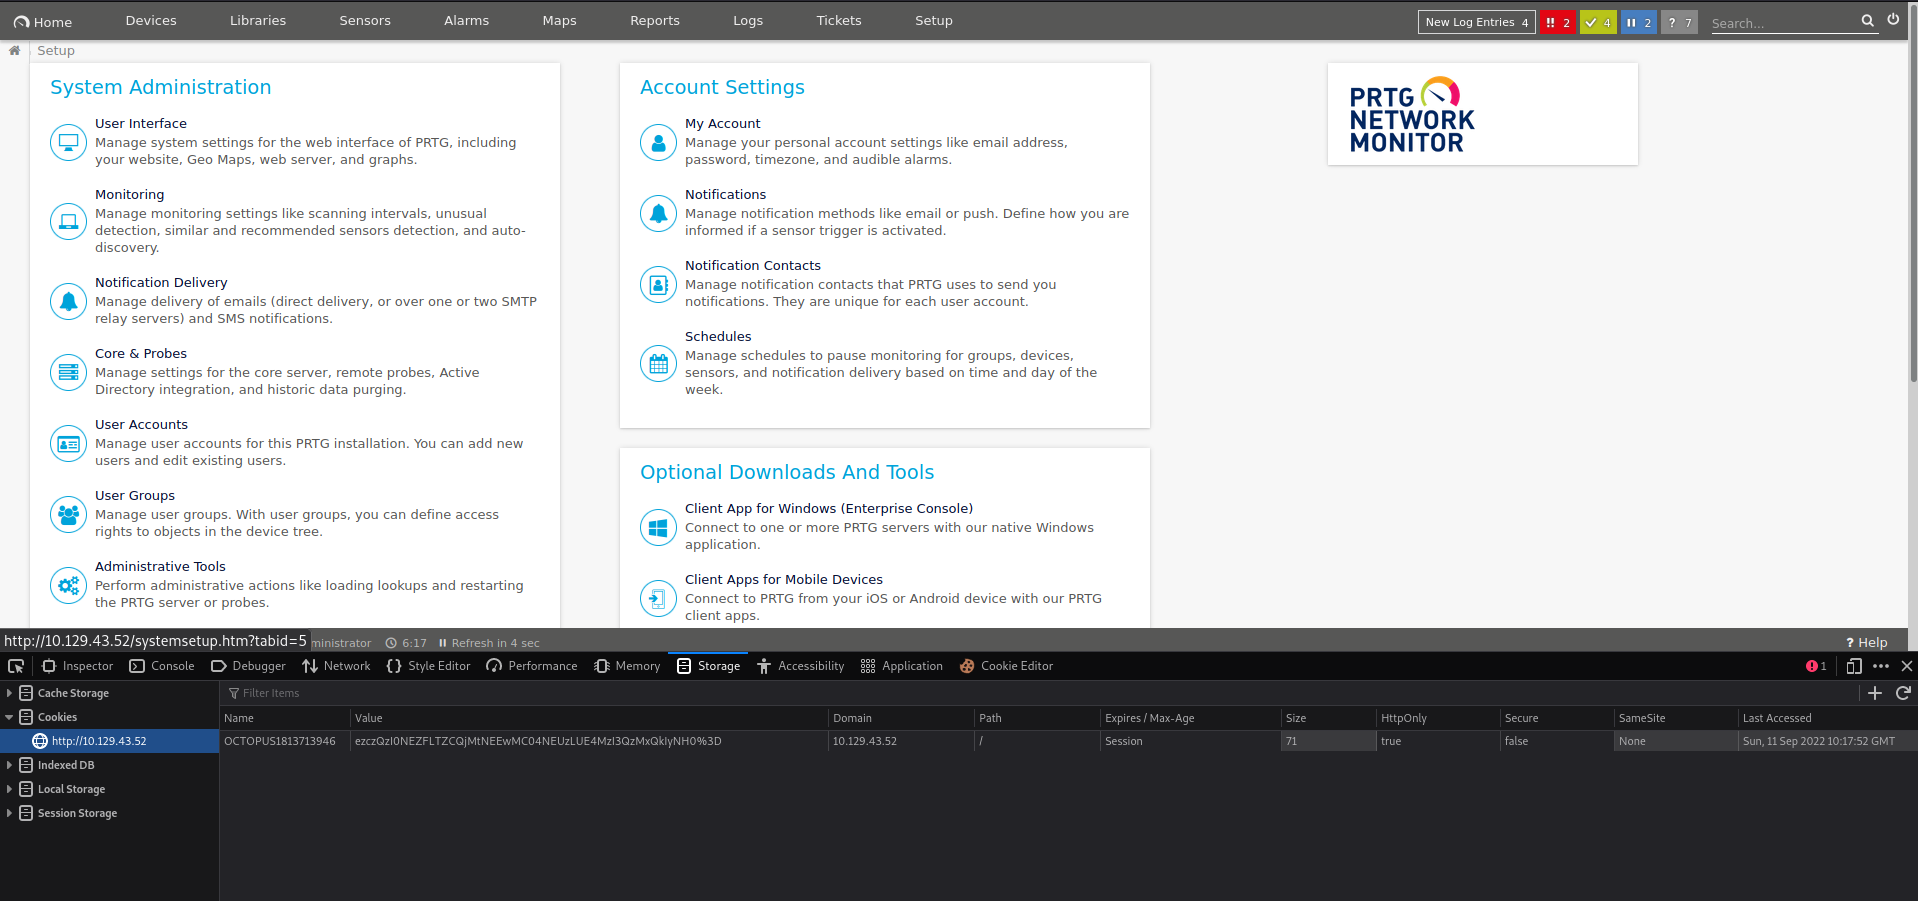 Home Devices Libraries Sensors Alarms Maps Reports Logs Tickets Setup New Log Entries 4 !! 2 4 2 ? 7 Search...
Setup
System Administration
User Interface
Manage system settings for the web interface of PRTG, including
your website, Geo Maps, web server, and graphs.
Monitoring
Manage monitoring settings like scanning intervals, unusual
detection, similar and recommended sensors detection, and auto-
discovery.
Notification Delivery
Manage delivery of emails (direct delivery, or over one or two SMTP
relay servers) and SMS notifications.
Core & Probes
Manage settings for the core server, remote probes, Active
Directory integration, and historic data purging.
User Accounts
Manage user accounts for this PRTG installation. You can add new
users and edit existing users.
User Groups
Manage user groups. With user groups, you can define access
rights to objects in the device tree.
Administrative Tools
Perform administrative actions like loading lookups and restarting
the PRTG server or probes.
Account Settings
My Account
Manage your personal account settings like email address,
password, timezone, and audible alarms.
Notifications
Manage notification methods like email or push. Define how you are
informed if a sensor trigger is activated.
Notification Contacts
Manage notification contacts that PRTG uses to send you
notifications. They are unique for each user account.
Schedules
Manage schedules to pause monitoring for groups, devices,
sensors, and notification delivery based on time and day of the
week.
Optional Downloads And Tools
Client App for Windows (Enterprise Console)
Connect to one or more PRTG servers with our native Windows
application.
Client Apps for Mobile Devices
Connect to PRTG from your iOS or Android device with our PRTG
client apps.
PRTG
NETWORK
MONITOR
http://10.129.43.52/systemsetup.htm?tabid=5 ministrator 6:17 Refresh in 4 sec ? Help
Inspector Console Debugger Network Style Editor Performance Memory Storage Accessibility Application Cookie Editor 1
Cache Storage
Cookies
http://10.129.43.52
Indexed DB
Local Storage
Session Storage
Filter Items
Name Value Domain Path Expires / Max-Age Size HttpOnly Secure SameSite Last Accessed
OCTOPUS1813713946 ezczQzI0NEZFLTZCQjMtNEEwMC04NEUzLUE4MzI3QzMxQkIyNH0%3D 10.129.43.52 / Session 71 true false None Sun, 11 Sep 2022 10:17:52 GMT